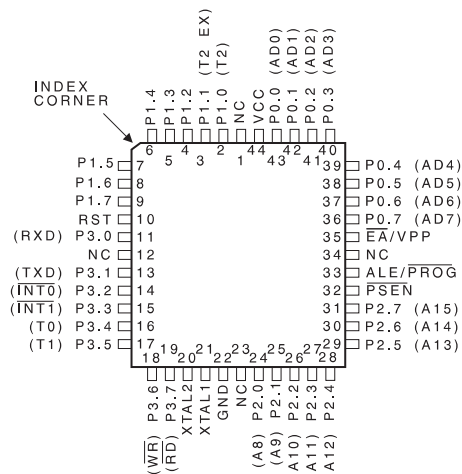 INDEX
CORNER
P1.4
P1.3
P1.2
P1.1 (T2 EX)
P1.0 (T2)
NC
VCC
P0.0 (AD0)
P0.1 (AD1)
P0.2 (AD2)
P0.3 (AD3)
6
5
4
3
2
1
44
43
42
41
40
P1.5 7
P1.6 8
P1.7 9
RST 10
(RXD) P3.0 11
NC 12
(TXD) P3.1 13
(INT0) P3.2 14
(INT1) P3.3 15
(T0) P3.4 16
(T1) P3.5 17
39 P0.4 (AD4)
38 P0.5 (AD5)
37 P0.6 (AD6)
36 P0.7 (AD7)
35 EA/VPP
34 NC
33 ALE/PROG
32 PSEN
31 P2.7 (A15)
30 P2.6 (A14)
29 P2.5 (A13)
18
19
20
21
22
23
24
25
26
27
28
(WR) P3.6
(RD) P3.7
XTAL2
XTAL1
GND
NC
(A8) P2.0
(A9) P2.1
(A10) P2.2
(A11) P2.3
(A12) P2.4